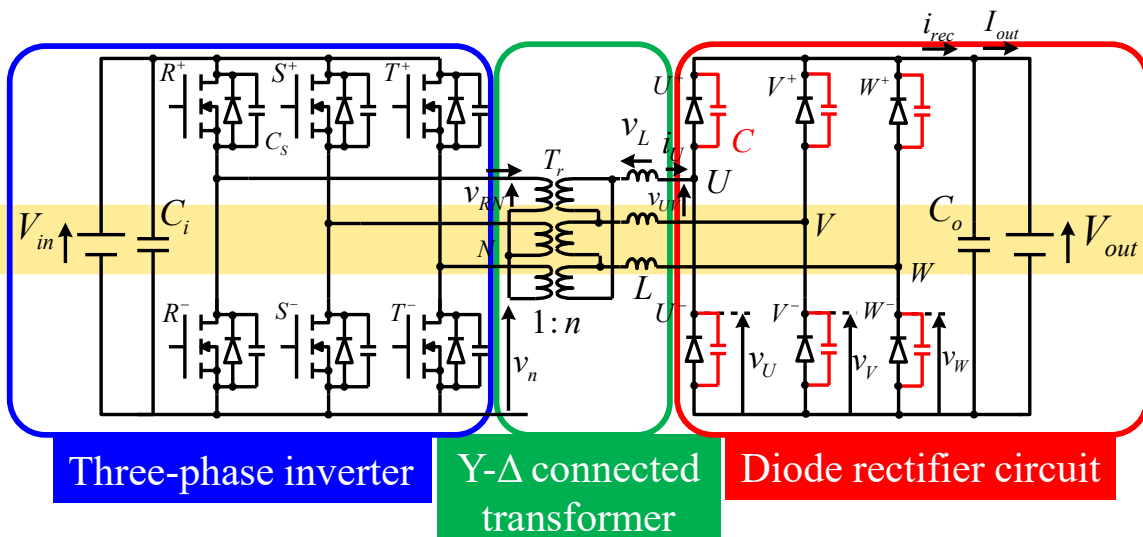 i_rec I_out
R⁺ S⁺ T⁺ U⁺ V⁺ W⁺
C_S v_L i_U C
T_r U
v_RN v_UV
V_in C_i N V C_o V_out
L W
R⁻ S⁻ T⁻ U⁻ V⁻ W⁻
1:n
v_n v_U v_V v_W
Three-phase inverter
Y-Δ connected
transformer
Diode rectifier circuit